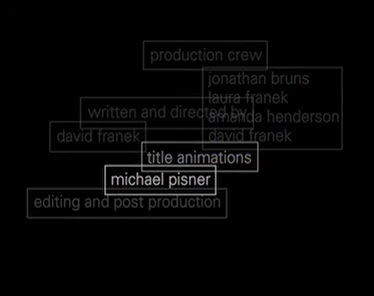 production crew
jonathan bruns
laura franek
amanda henderson
david franek
written and directed by
david franek
title animations
michael pisner
editing and post production